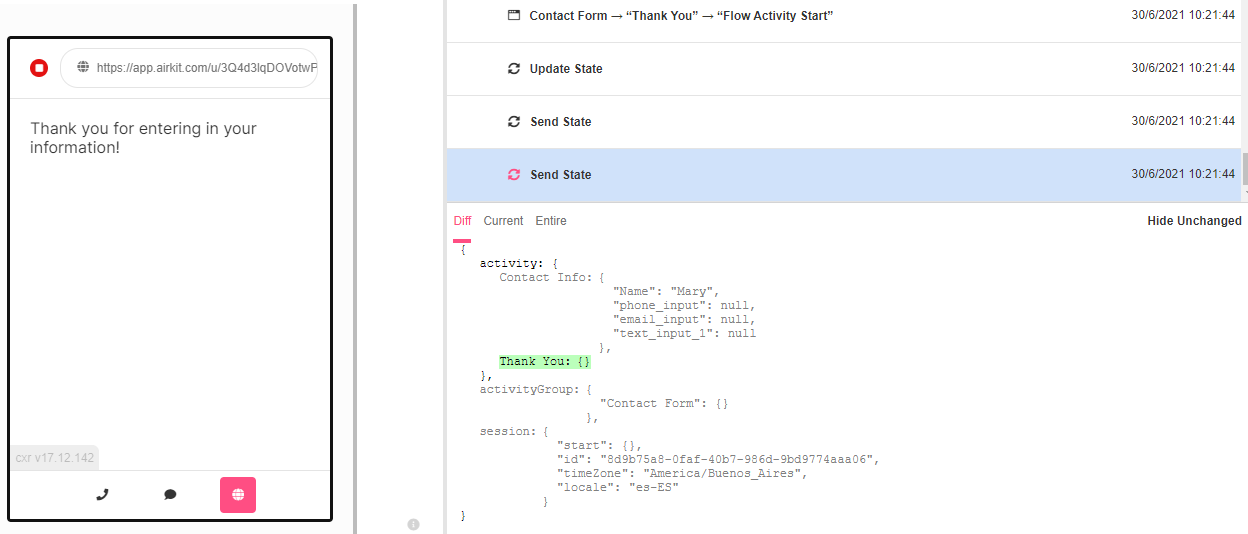 https://app.airkit.com/u/3Q4d3lqDOVotwP
Thank you for entering in your
information!
cxr v17.12.142
Contact Form → “Thank You” → “Flow Activity Start” 30/6/2021 10:21:44
Update State 30/6/2021 10:21:44
Send State 30/6/2021 10:21:44
Send State 30/6/2021 10:21:44
Diff Current Entire Hide Unchanged
{
activity: {
Contact Info: {
"Name": "Mary",
"phone_input": null,
"email_input": null,
"text_input_1": null
},
Thank You: {}
},
activityGroup: {
"Contact Form": {}
},
session: {
"start": {},
"id": "8d9b75a8-0faf-40b7-986d-9bd9774aaa06",
"timeZone": "America/Buenos_Aires",
"locale": "es-ES"
}
}